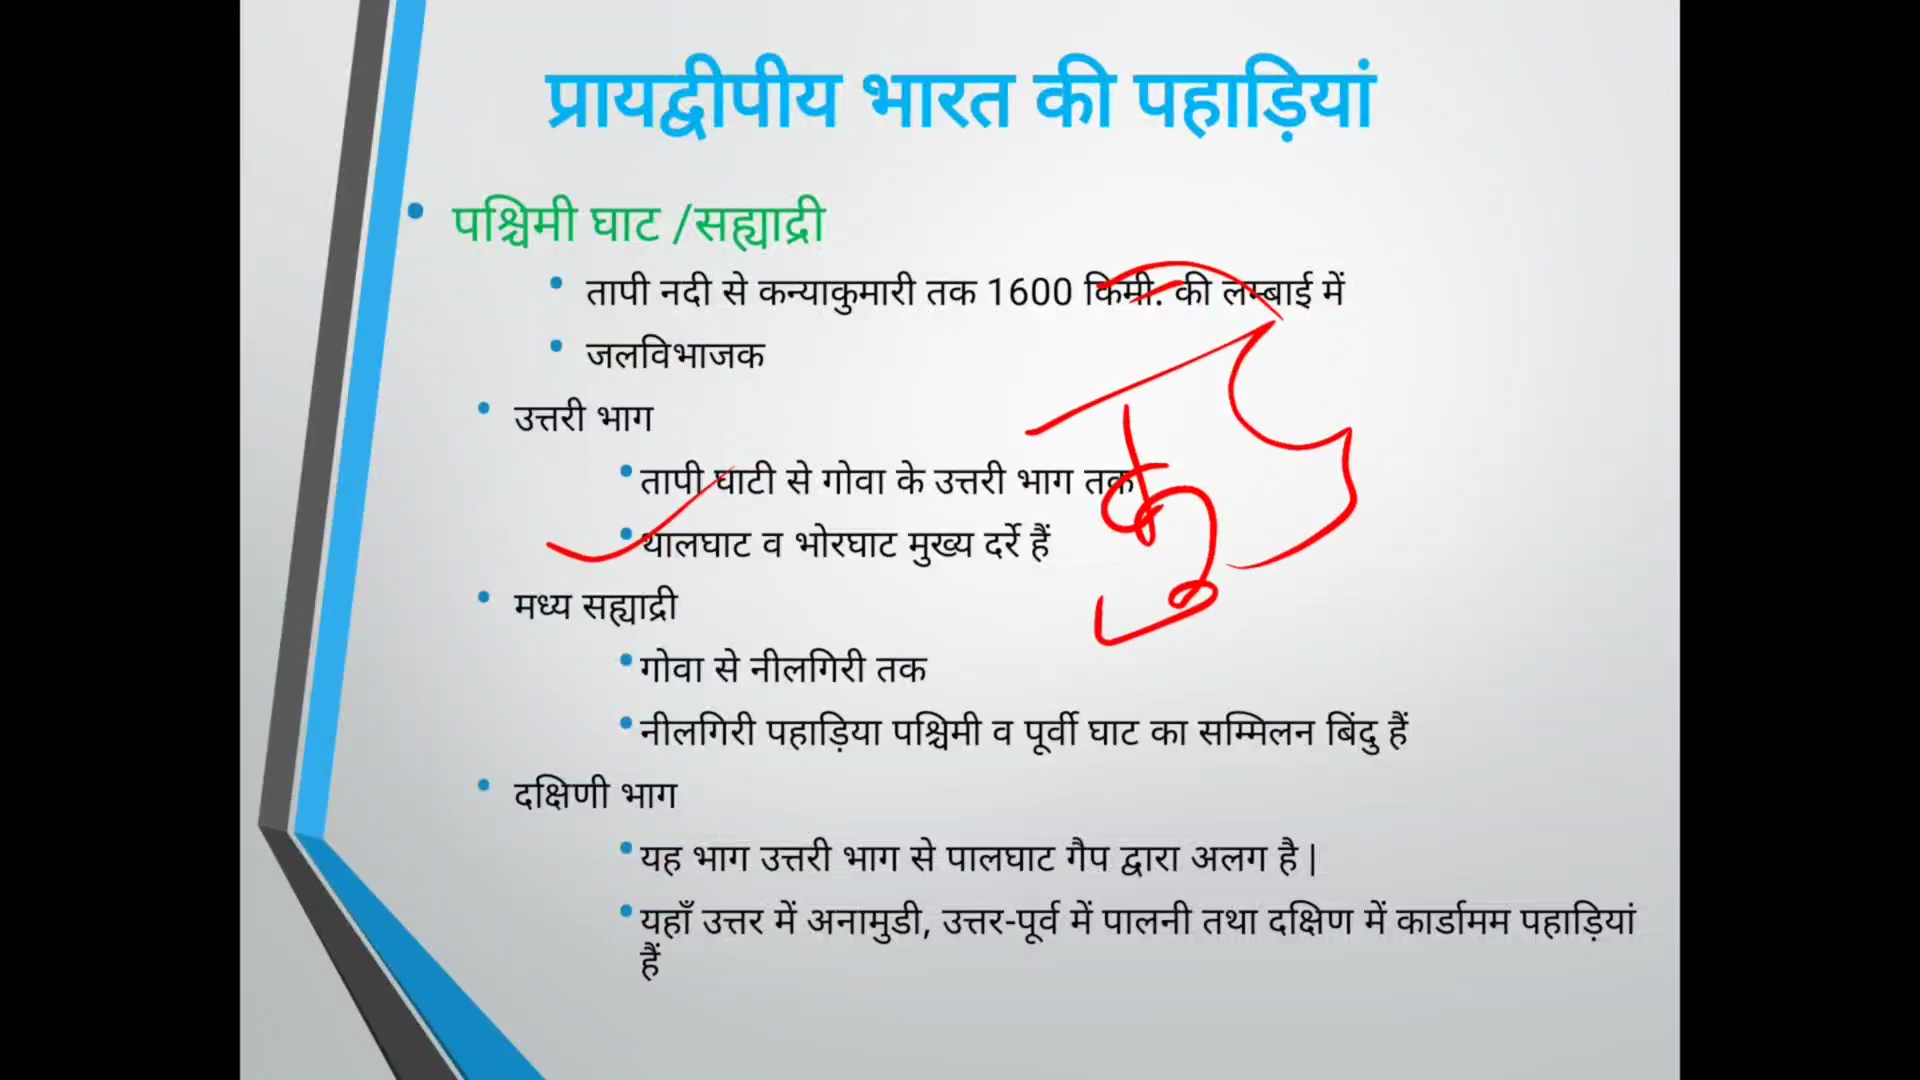 प्रायद्वीपीय भारत की पहाड़ियां
पश्चिमी घाट /सह्याद्री
तापी नदी से कन्याकुमारी तक 1600 किमी. की लम्बाई में
जलविभाजक
उत्तरी भाग
तापी घाटी से गोवा के उत्तरी भाग तक
थालघाट व भोरघाट मुख्य दर्रे हैं
मध्य सह्याद्री
गोवा से नीलगिरी तक
नीलगिरी पहाड़िया पश्चिमी व पूर्वी घाट का सम्मिलन बिंदु हैं
दक्षिणी भाग
यह भाग उत्तरी भाग से पालघाट गैप द्वारा अलग है |
यहाँ उत्तर में अनामुडी, उत्तर-पूर्व में पालनी तथा दक्षिण में कार्डामम पहाड़ियां
हैं